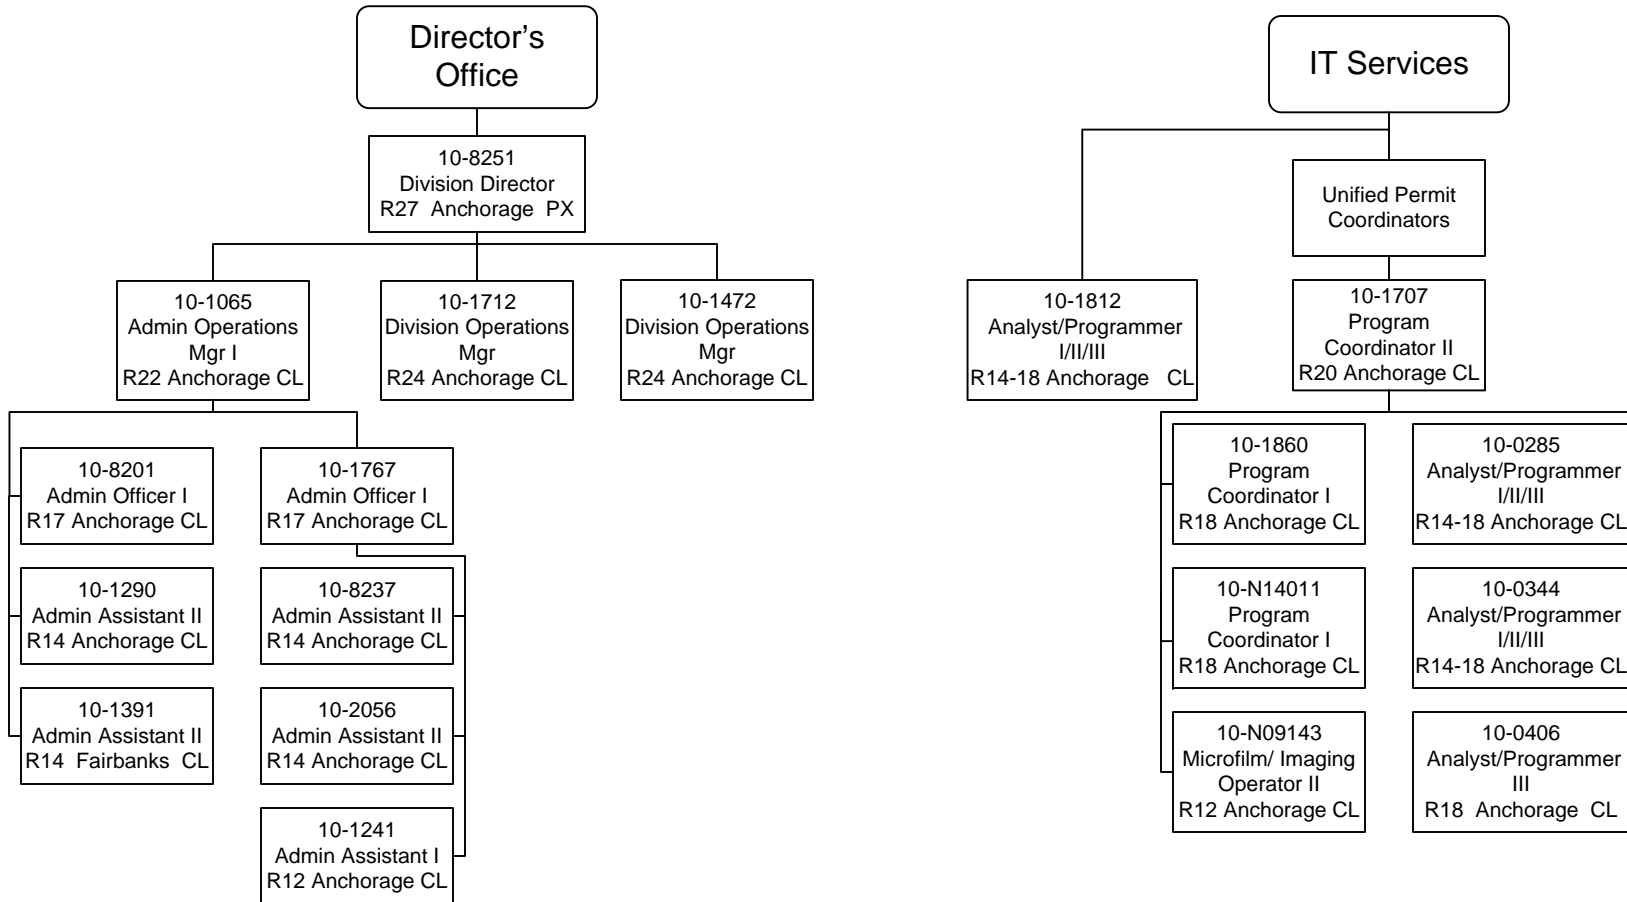 Director’s
Office
10-8251
Division Director
R27  Anchorage  PX
10-1065
Admin Operations
Mgr I
R22 Anchorage CL
10-1712
Division Operations
Mgr
R24 Anchorage CL
10-1472
Division Operations
Mgr
R24 Anchorage CL
10-8201
Admin Officer I
R17 Anchorage CL
10-1290
Admin Assistant II
R14 Anchorage CL
10-1391
Admin Assistant II
R14  Fairbanks  CL
10-1767
Admin Officer I
R17 Anchorage CL
10-8237
Admin Assistant II
R14 Anchorage CL
10-2056
Admin Assistant II
R14 Anchorage CL
10-1241
Admin Assistant I
R12 Anchorage CL
IT Services
Unified Permit
Coordinators
10-1812
Analyst/Programmer
I/II/III
R14-18 Anchorage   CL
10-1707
Program
Coordinator II
R20 Anchorage CL
10-1860
Program
Coordinator I
R18 Anchorage CL
10-N14011
Program
Coordinator I
R18 Anchorage CL
10-N09143
Microfilm/ Imaging
Operator II
R12 Anchorage CL
10-0285
Analyst/Programmer
I/II/III
R14-18 Anchorage CL
10-0344
Analyst/Programmer
I/II/III
R14-18 Anchorage CL
10-0406
Analyst/Programmer
III
R18  Anchorage  CL